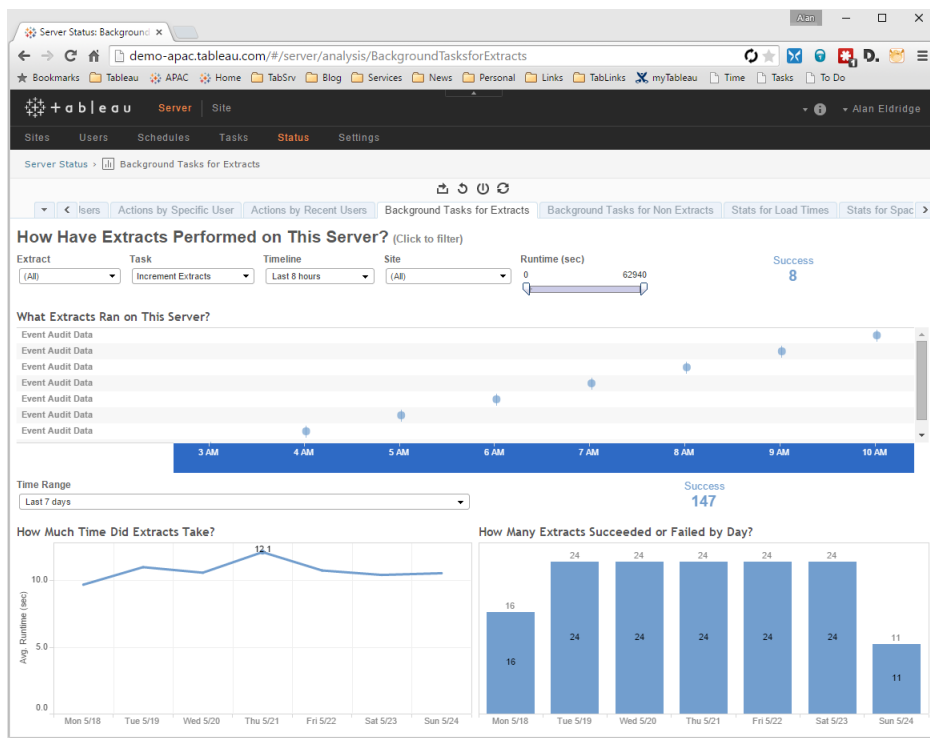 Alan
Server Status: Background
demo-apac.tableau.com/#/server/analysis/BackgroundTasksforExtracts
Bookmarks Tableau APAC Home TabSrv Blog Services News Personal Links TabLinks myTableau Time Tasks To Do
+ableau Server Site Alan Eldridge
Sites Users Schedules Tasks Status Settings
Server Status › Background Tasks for Extracts
Actions by Specific User Actions by Recent Users Background Tasks for Extracts Background Tasks for Non Extracts Stats for Load Times Stats for Spac
How Have Extracts Performed on This Server? (Click to filter)
Extract Task Timeline Site Runtime (sec) Success
(All) Increment Extracts Last 8 hours (All) 0 62940 8
What Extracts Ran on This Server?
Event Audit Data
Event Audit Data
Event Audit Data
Event Audit Data
Event Audit Data
Event Audit Data
Event Audit Data
3 AM 4 AM 5 AM 6 AM 7 AM 8 AM 9 AM 10 AM
Time Range Success
Last 7 days 147
How Much Time Did Extracts Take?
12.1
10.0
5.0
0.0
Avg. Runtime (sec)
Mon 5/18 Tue 5/19 Wed 5/20 Thu 5/21 Fri 5/22 Sat 5/23 Sun 5/24
How Many Extracts Succeeded or Failed by Day?
16 24 24 24 24 24 11
16 24 24 24 24 24 11
Mon 5/18 Tue 5/19 Wed 5/20 Thu 5/21 Fri 5/22 Sat 5/23 Sun 5/24